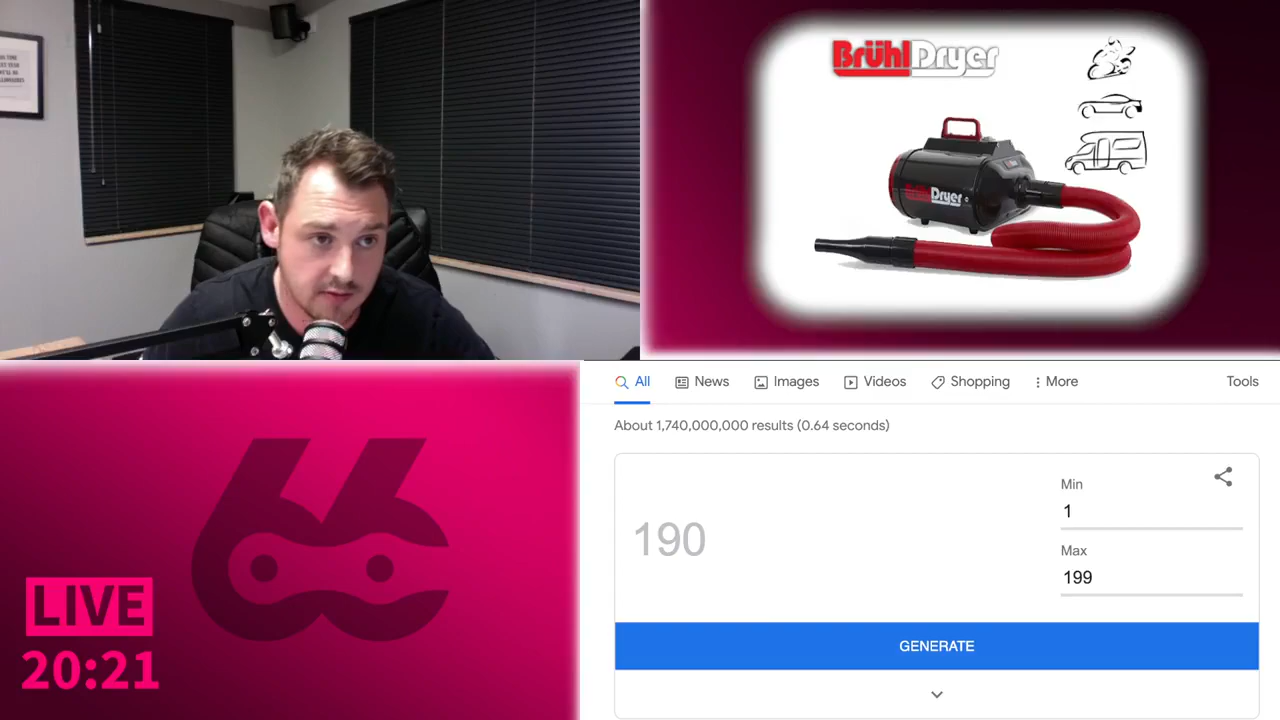 BrühlDryer
BrühlDryer
All
News
Images
Videos
Shopping
More
Tools
About 1,740,000,000 results (0.64 seconds)
190
Min
1
Max
199
GENERATE
LIVE
20:21